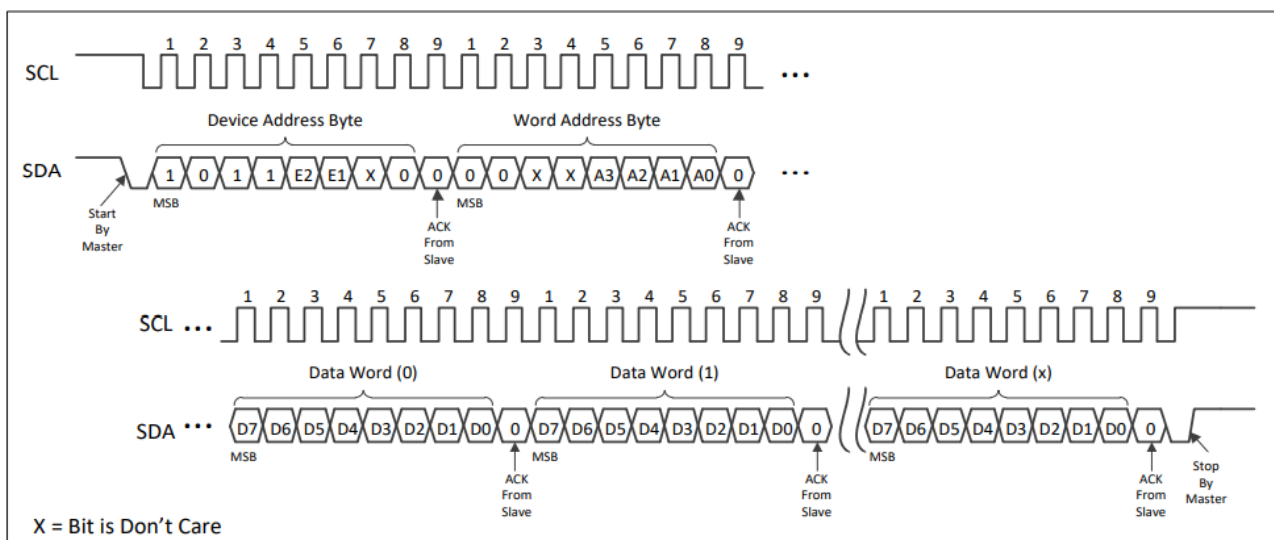 1 2 3 4 5 6 7 8 9 1 2 3 4 5 6 7 8 9
SCL ...
Device Address Byte Word Address Byte
SDA 1 0 1 1 E2 E1 X 0 0 0 0 X X A3 A2 A1 A0 0 ...
MSB MSB
Start
By
Master
ACK
From
Slave
ACK
From
Slave
1 2 3 4 5 6 7 8 9 1 2 3 4 5 6 7 8 9 1 2 3 4 5 6 7 8 9
SCL ...
Data Word (0) Data Word (1) Data Word (x)
SDA ... D7 D6 D5 D4 D3 D2 D1 D0 0 D7 D6 D5 D4 D3 D2 D1 D0 0 D7 D6 D5 D4 D3 D2 D1 D0 0
MSB MSB MSB
ACK
From
Slave
ACK
From
Slave
ACK
From
Slave
Stop
By
Master
X = Bit is Don't Care